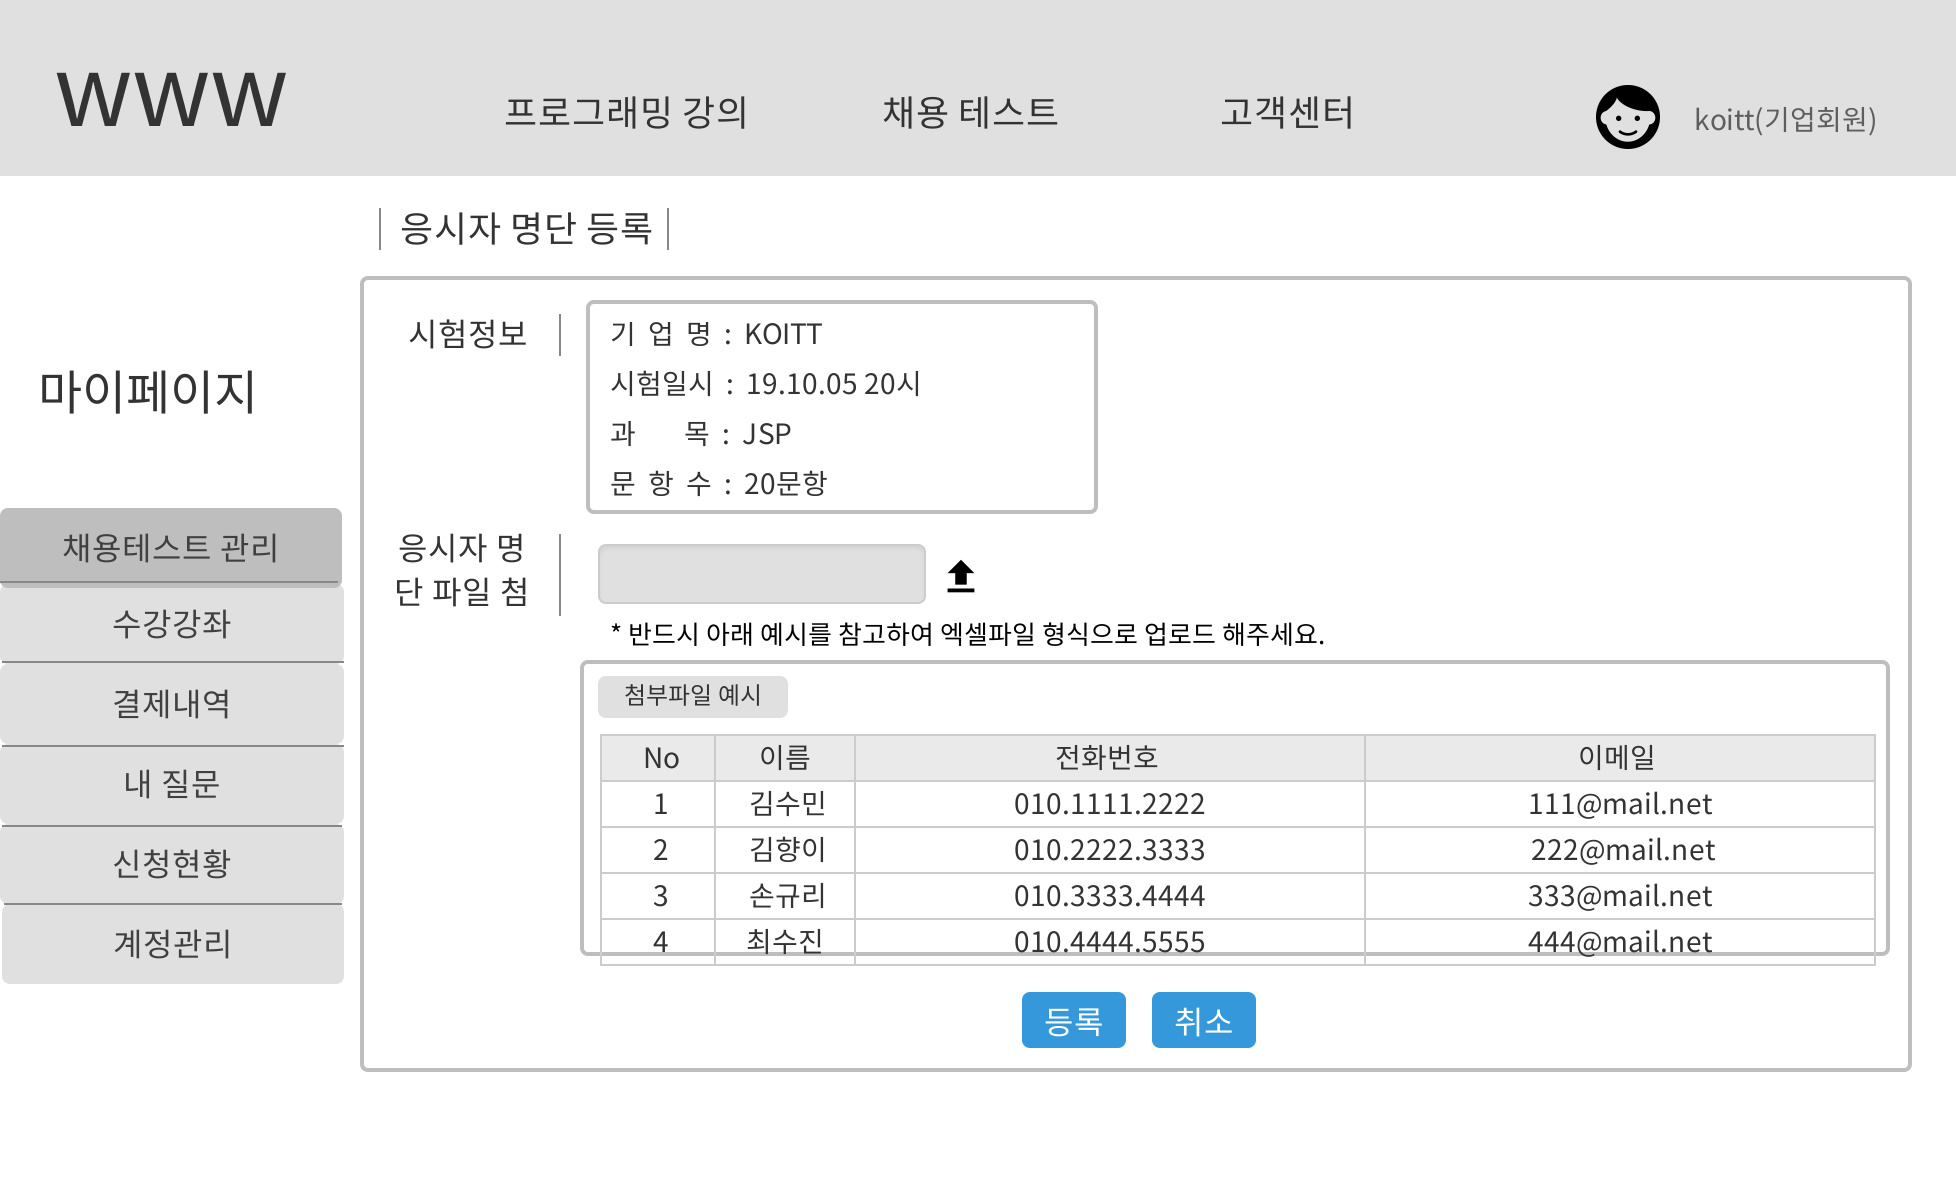 WWW
프로그래밍 강의 채용 테스트 고객센터 koitt(기업회원)
응시자 명단 등록
마이페이지
채용테스트 관리
수강강좌
결제내역
내 질문
신청현황
계정관리
시험정보
기 업 명 : KOITT
시험일시 : 19.10.05 20시
과 목 : JSP
문 항 수 : 20문항
응시자 명
단 파일 첨
* 반드시 아래 예시를 참고하여 엑셀파일 형식으로 업로드 해주세요.
첨부파일 예시
No 이름 전화번호 이메일
1 김수민 010.1111.2222 111@mail.net
2 김향이 010.2222.3333 222@mail.net
3 손규리 010.3333.4444 333@mail.net
4 최수진 010.4444.5555 444@mail.net
등록 취소